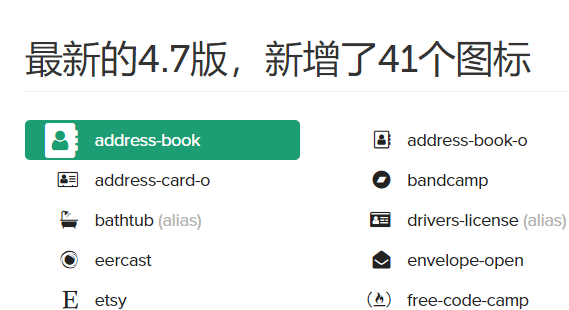 最新的4.7版，新增了41个图标
address-book
address-book-o
address-card-o
bandcamp
bathtub (alias)
drivers-license (alias)
eercast
envelope-open
etsy
free-code-camp